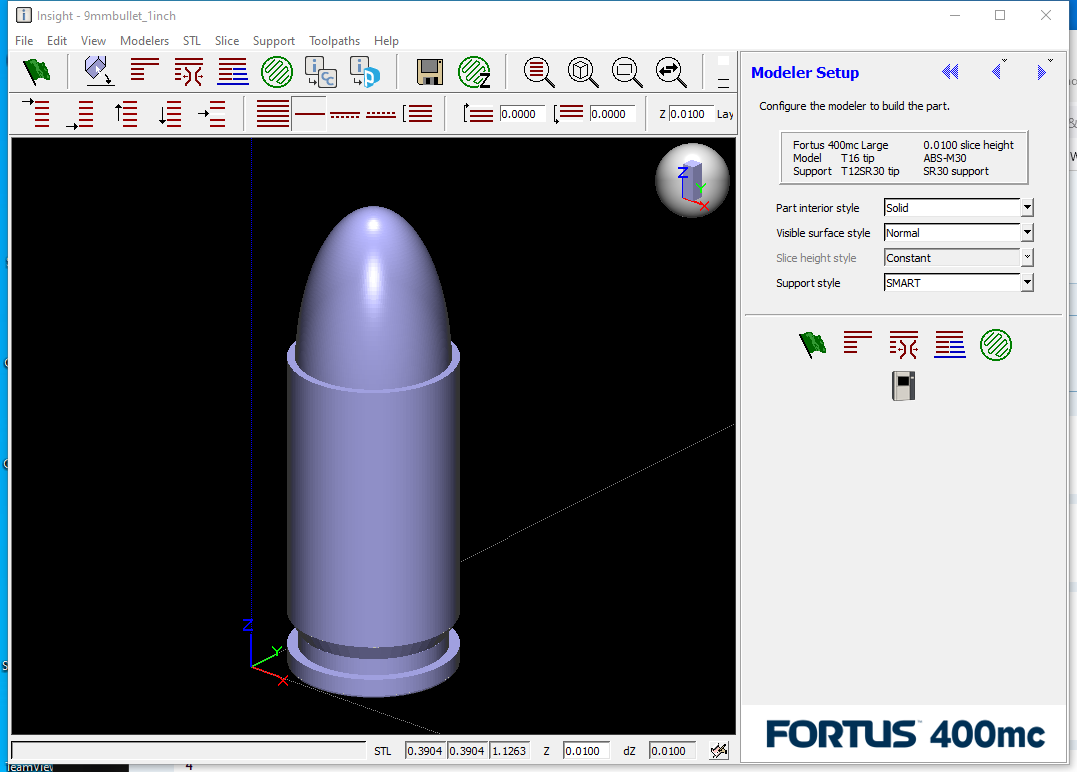 Insight - 9mmbullet_1inch
File Edit View Modelers STL Slice Support Toolpaths Help
0.0000 0.0000 Z 0.0100 Lay
Z
Y
X
Z
Y
X
STL 0.3904 0.3904 1.1263 Z 0.0100 dZ 0.0100
Modeler Setup
Configure the modeler to build the part.
Fortus 400mc Large 0.0100 slice height
Model T16 tip ABS-M30
Support T12SR30 tip SR30 support
Part interior style Solid
Visible surface style Normal
Slice height style Constant
Support style SMART
FORTUS™ 400mc